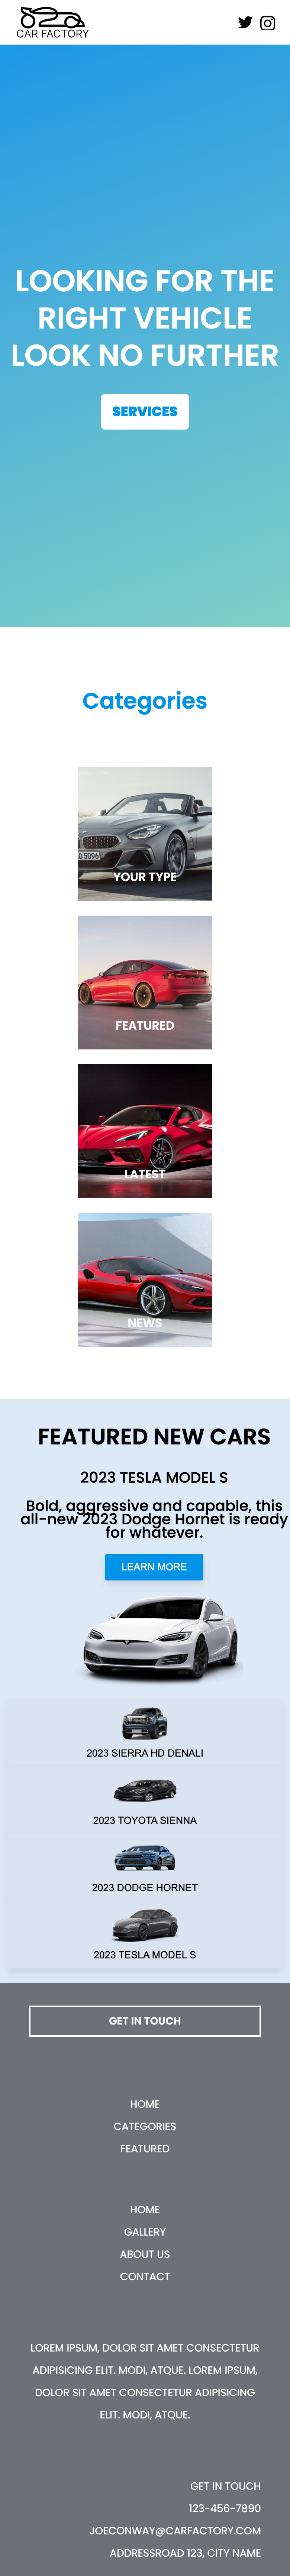 CAR FACTORY
LOOKING FOR THE
RIGHT VEHICLE
LOOK NO FURTHER
SERVICES
Categories
YOUR TYPE
FEATURED
LATEST
NEWS
FEATURED NEW CARS
2023 TESLA MODEL S
Bold, aggressive and capable, this
all-new 2023 Dodge Hornet is ready
for whatever.
LEARN MORE
2023 SIERRA HD DENALI
2023 TOYOTA SIENNA
2023 DODGE HORNET
2023 TESLA MODEL S
GET IN TOUCH
HOME
CATEGORIES
FEATURED
HOME
GALLERY
ABOUT US
CONTACT
LOREM IPSUM, DOLOR SIT AMET CONSECTETUR
ADIPISICING ELIT. MODI, ATQUE. LOREM IPSUM,
DOLOR SIT AMET CONSECTETUR ADIPISICING
ELIT. MODI, ATQUE.
GET IN TOUCH
123-456-7890
JOECONWAY@CARFACTORY.COM
ADDRESSROAD 123, CITY NAME